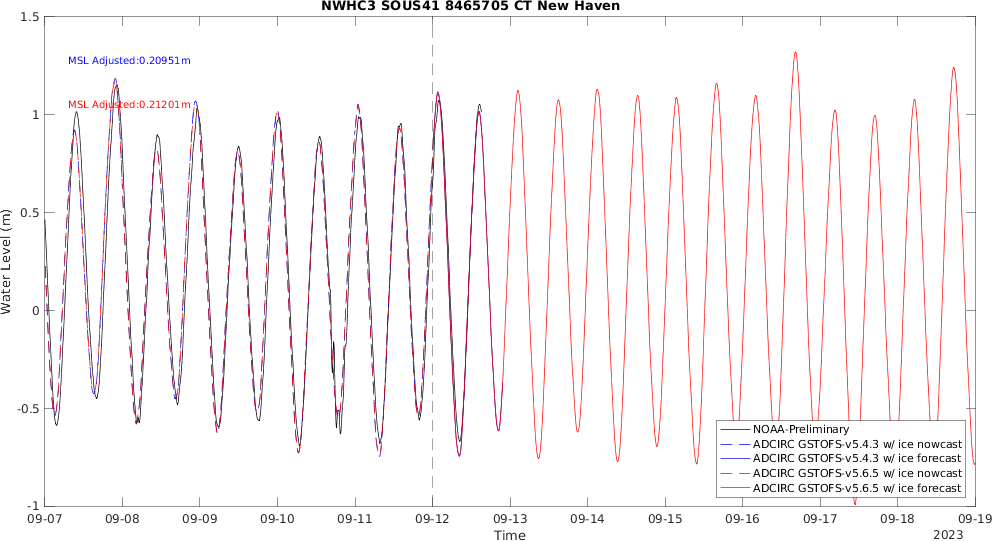 NWHC3 SOUS41 8465705 CT New Haven
1.5
MSL Adjusted:0.20951m
MSL Adjusted:0.21201m
1
0.5
0
-0.5
-1
Water Level (m)
NOAA-Preliminary
ADCIRC GSTOFS-v5.4.3 w/ ice nowcast
ADCIRC GSTOFS-v5.4.3 w/ ice forecast
ADCIRC GSTOFS-v5.6.5 w/ ice nowcast
ADCIRC GSTOFS-v5.6.5 w/ ice forecast
09-07 09-08 09-09 09-10 09-11 09-12 09-13 09-14 09-15 09-16 09-17 09-18 09-19
Time
2023